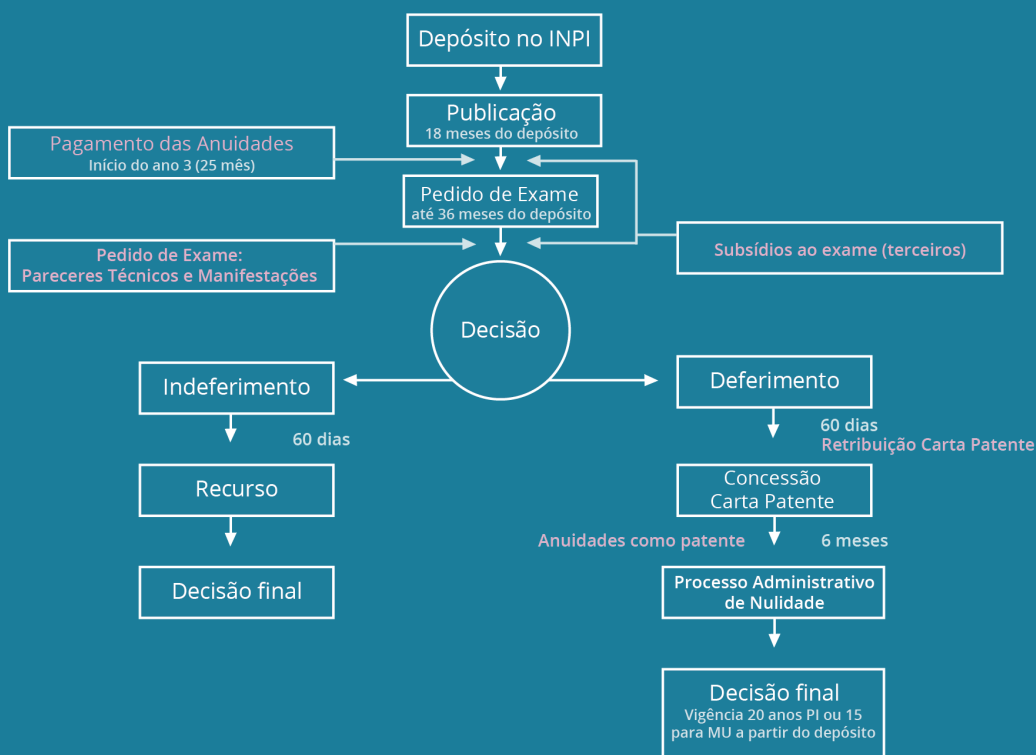 Depósito no INPI
Publicação
18 meses do depósito
Pagamento das Anuidades
Início do ano 3 (25 mês)
Pedido de Exame
até 36 meses do depósito
Pedido de Exame:
Pareceres Técnicos e Manifestações
Subsídios ao exame (terceiros)
Decisão
Indeferimento
60 dias
Recurso
Decisão final
Deferimento
60 dias
Retribuição Carta Patente
Concessão
Carta Patente
Anuidades como patente
6 meses
Processo Administrativo
de Nulidade
Decisão final
Vigência 20 anos PI ou 15
para MU a partir do depósito